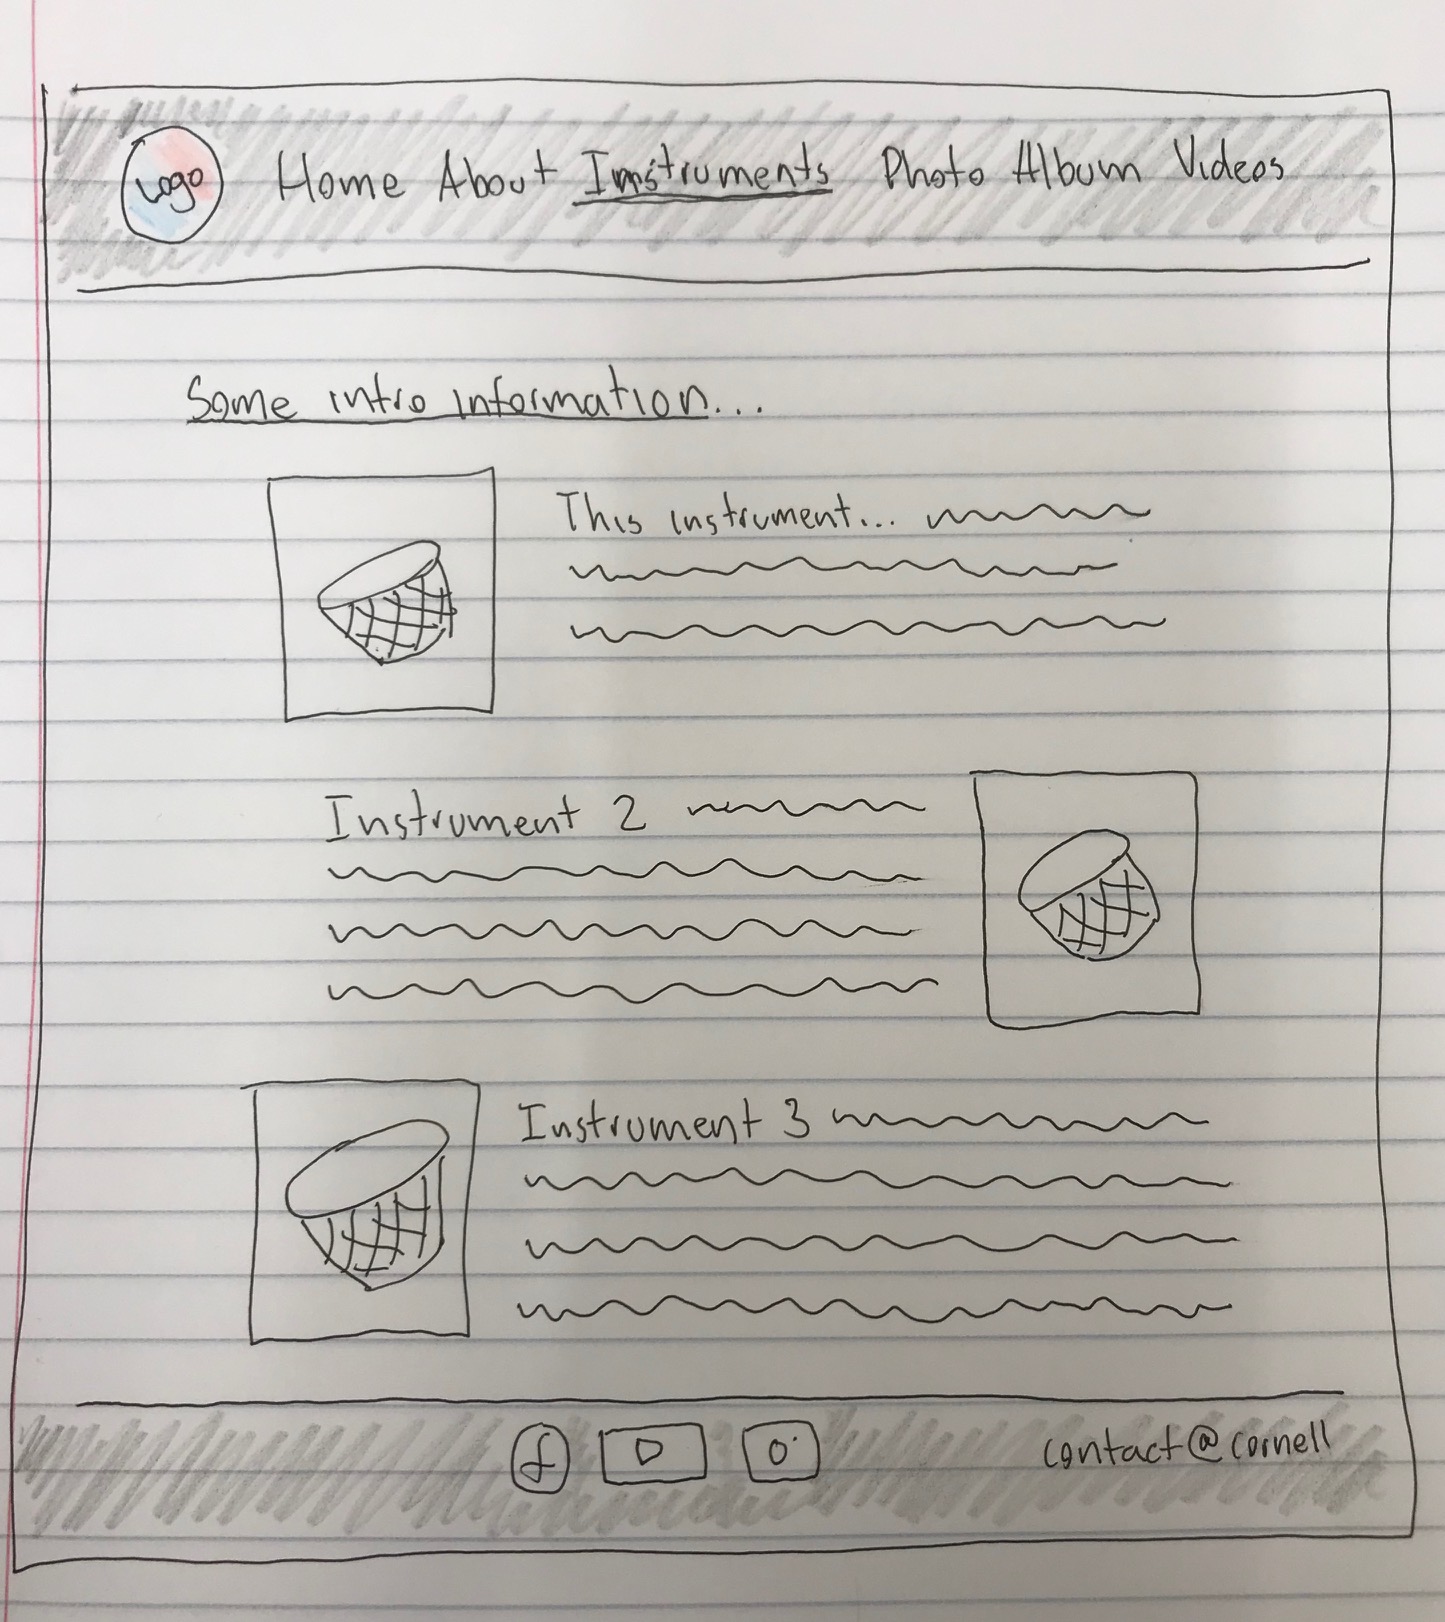 Logo Home About Instruments Photo Album Videos
Some intro information...
This instrument...
Instrument 2
Instrument 3
f contact@cornell